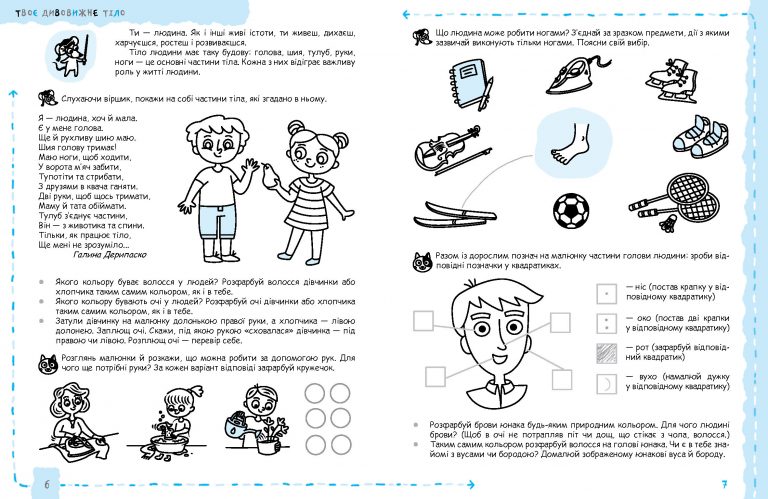 ТВОЄ ДИВОВИЖНЕ ТІЛО
Ти — людина. Як і інші живі істоти, ти живеш, дихаєш,
харчуєшся, ростеш і розвиваєшся.
Тіло людини має таку будову: голова, шия, тулуб, руки,
ноги — це основні частини тіла. Кожна з них відіграє важливу
роль у житті людини.
Слухаючи віршик, покажи на собі частини тіла, які згадано в ньому.
Я — людина, хоч й мала.
Є у мене голова.
Ще й рухливу шию маю.
Шия голову тримає!
Маю ноги, щоб ходити,
У ворота м'яч забити,
Тупотіти та стрибати,
З друзями в квача ганяти.
Дві руки, щоб щось тримати,
Маму й тата обіймати.
Тулуб з'єднує частини,
Він — з животика та спини.
Тільки, як працює тіло,
Ще мені не зрозуміло...
Галина Дерипаско
Якого кольору буває волосся у людей? Розфарбуй волосся дівчинки або
хлопчика таким самим кольором, як і в тебе.
Якого кольору бувають очі у людей? Розфарбуй очі дівчинки або хлопчика
таким самим кольором, як і в тебе.
Затули дівчинку на малюнку долонькою правої руки, а хлопчика — лівою
долонею. Заплющ очі. Скажи, під якою рукою «сховалася» дівчинка — під
правою чи лівою. Розплющ очі — перевір себе.
Розглянь малюнки й розкажи, що можна робити за допомогою рук. Для
чого ще потрібні руки? За кожен варіант відповіді зафарбуй кружечок.
6
Що людина може робити ногами? З'єднай за зразком предмети, дії з якими
зазвичай виконують тільки ногами. Поясни свій вибір.
Разом із дорослим познач на малюнку частини голови людини: зроби від-
повідні позначки у квадратиках.
— ніс (постав крапку у від-
повідному квадратику)
— око (постав дві крапки
у відповідному квадратику)
— рот (зафарбуй відповід-
ний квадратик)
— вухо (намалюй дужку
у відповідному квадратику)
Розфарбуй брови юнака будь-яким природним кольором. Для чого людині
брови? (Щоб в очі не потрапляв піт чи дощ, що стікає з чола, волосся.)
Таким самим кольором розфарбуй волосся на голові юнака. Чи є в тебе зна-
йомі з вусами чи бородою? Домалюй зображеному юнакові вуса й бороду.
7